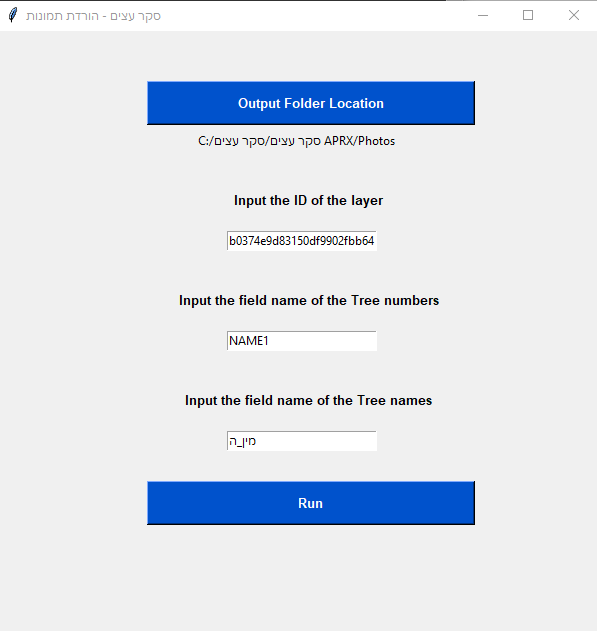 סקר עצים - הורדת תמונות
Output Folder Location
C:/סקר עצים/סקר עצים APRX/Photos
Input the ID of the layer
b0374e9d83150df9902fbb64
Input the field name of the Tree numbers
NAME1
Input the field name of the Tree names
מין_ה
Run